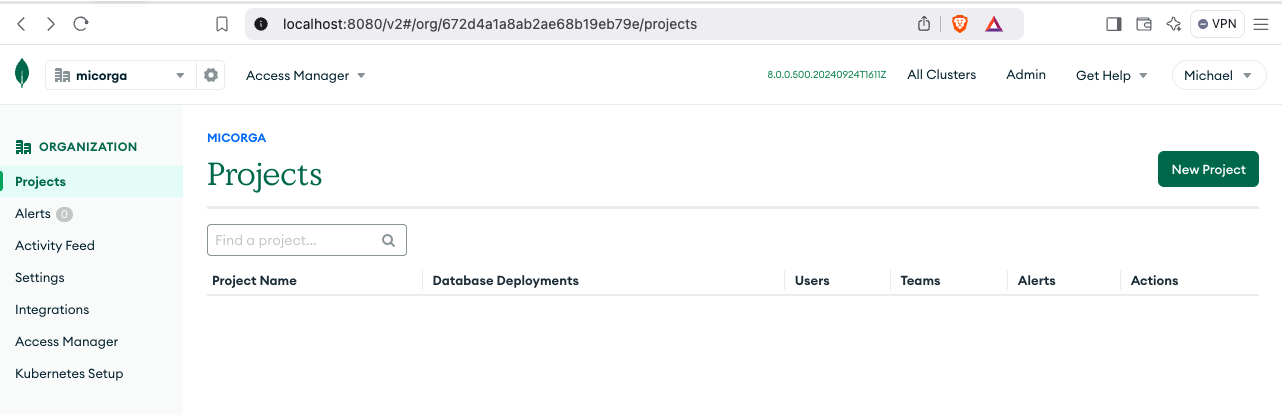 localhost:8080/v2#/org/672d4a1a8ab2ae68b19eb79e/projects
VPN
micorga
Access Manager
8.0.0.500.20240924T1611Z
All Clusters
Admin
Get Help
Michael
ORGANIZATION
Projects
Alerts 0
Activity Feed
Settings
Integrations
Access Manager
Kubernetes Setup
MICORGA
Projects
New Project
Find a project...
Project Name Database Deployments Users Teams Alerts Actions